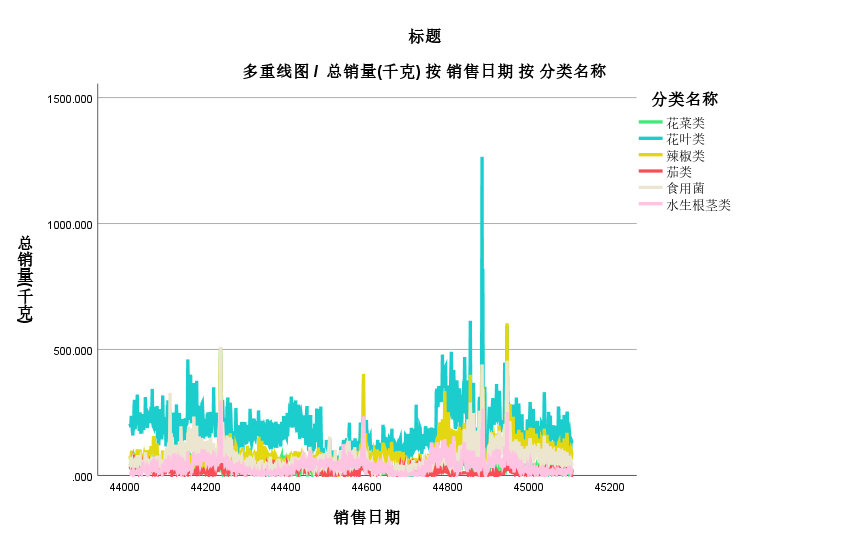 标题
多重线图 / 总销量(千克) 按 销售日期 按 分类名称
分类名称
花菜类
花叶类
辣椒类
茄类
食用菌
水生根茎类
总销量(千克)
1500.000
1000.000
500.000
.000
44000 44200 44400 44600 44800 45000 45200
销售日期